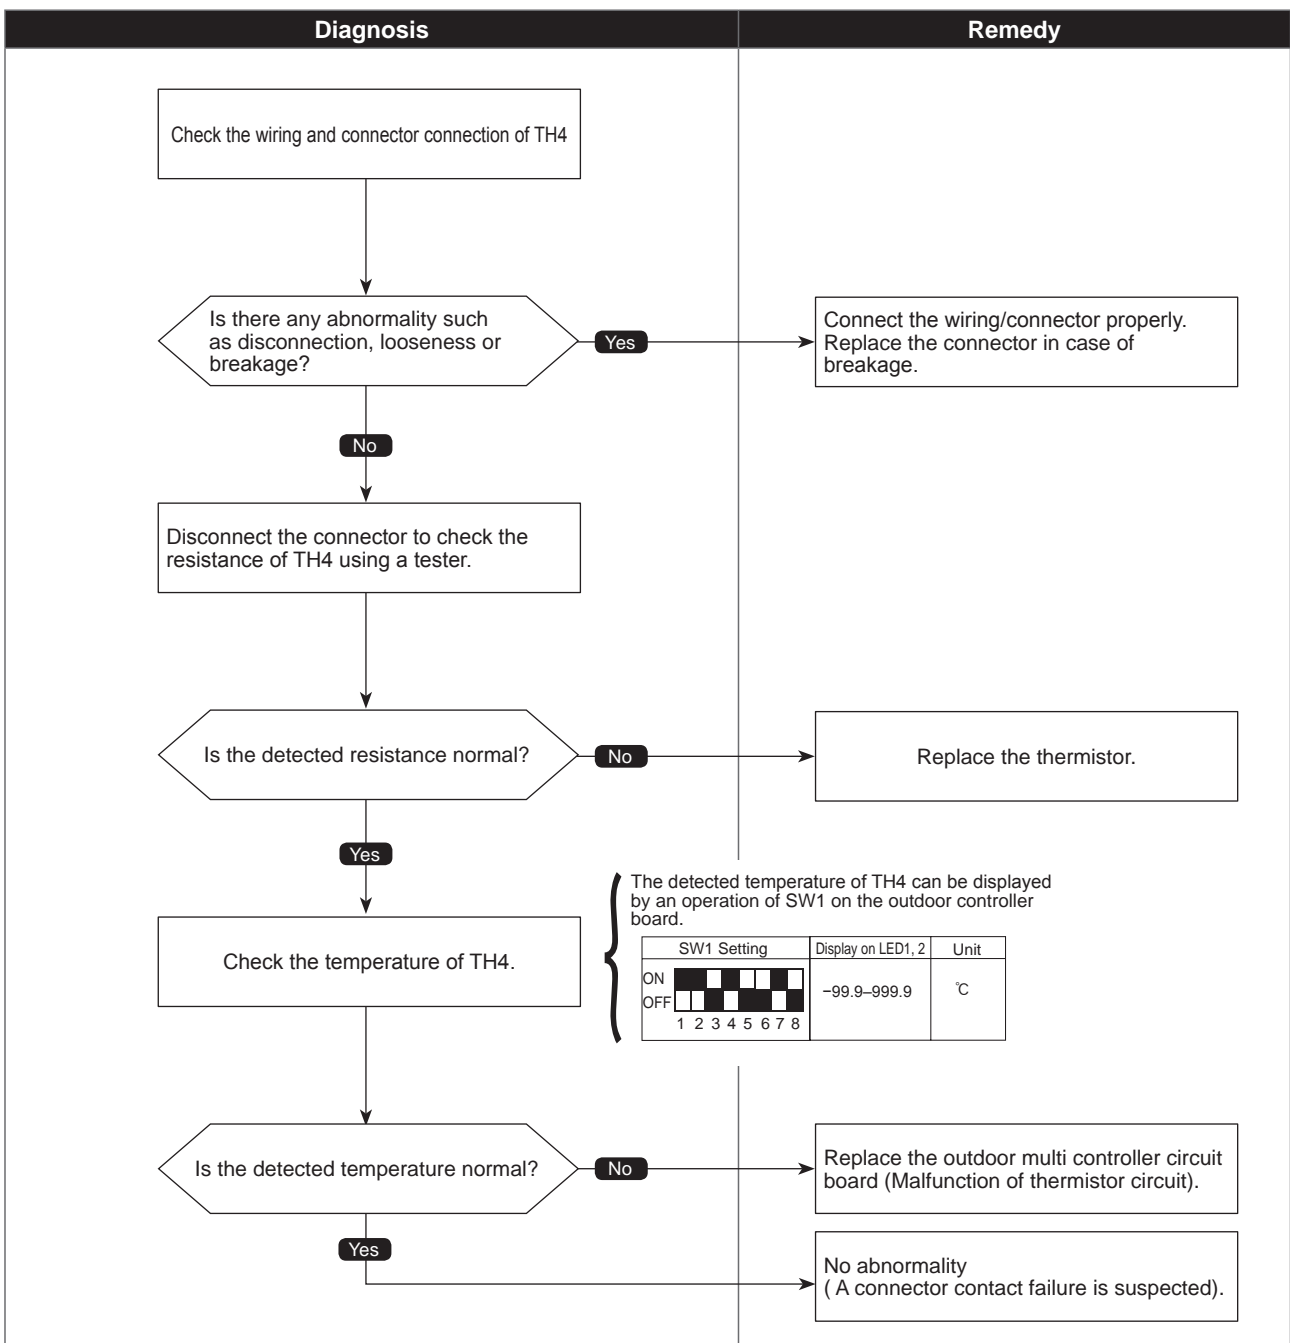 Diagnosis
Remedy
Check the wiring and connector connection of TH4
Is there any abnormality such
as disconnection, looseness or
breakage?
Yes
Connect the wiring/connector properly.
Replace the connector in case of
breakage.
No
Disconnect the connector to check the
resistance of TH4 using a tester.
Is the detected resistance normal?
No
Replace the thermistor.
Yes
Check the temperature of TH4.
The detected temperature of TH4 can be displayed
by an operation of SW1 on the outdoor controller
board.
SW1 Setting
Display on LED1, 2
Unit
ON
OFF
1 2 3 4 5 6 7 8
−99.9–999.9
℃
Is the detected temperature normal?
No
Replace the outdoor multi controller circuit
board (Malfunction of thermistor circuit).
Yes
No abnormality
( A connector contact failure is suspected).